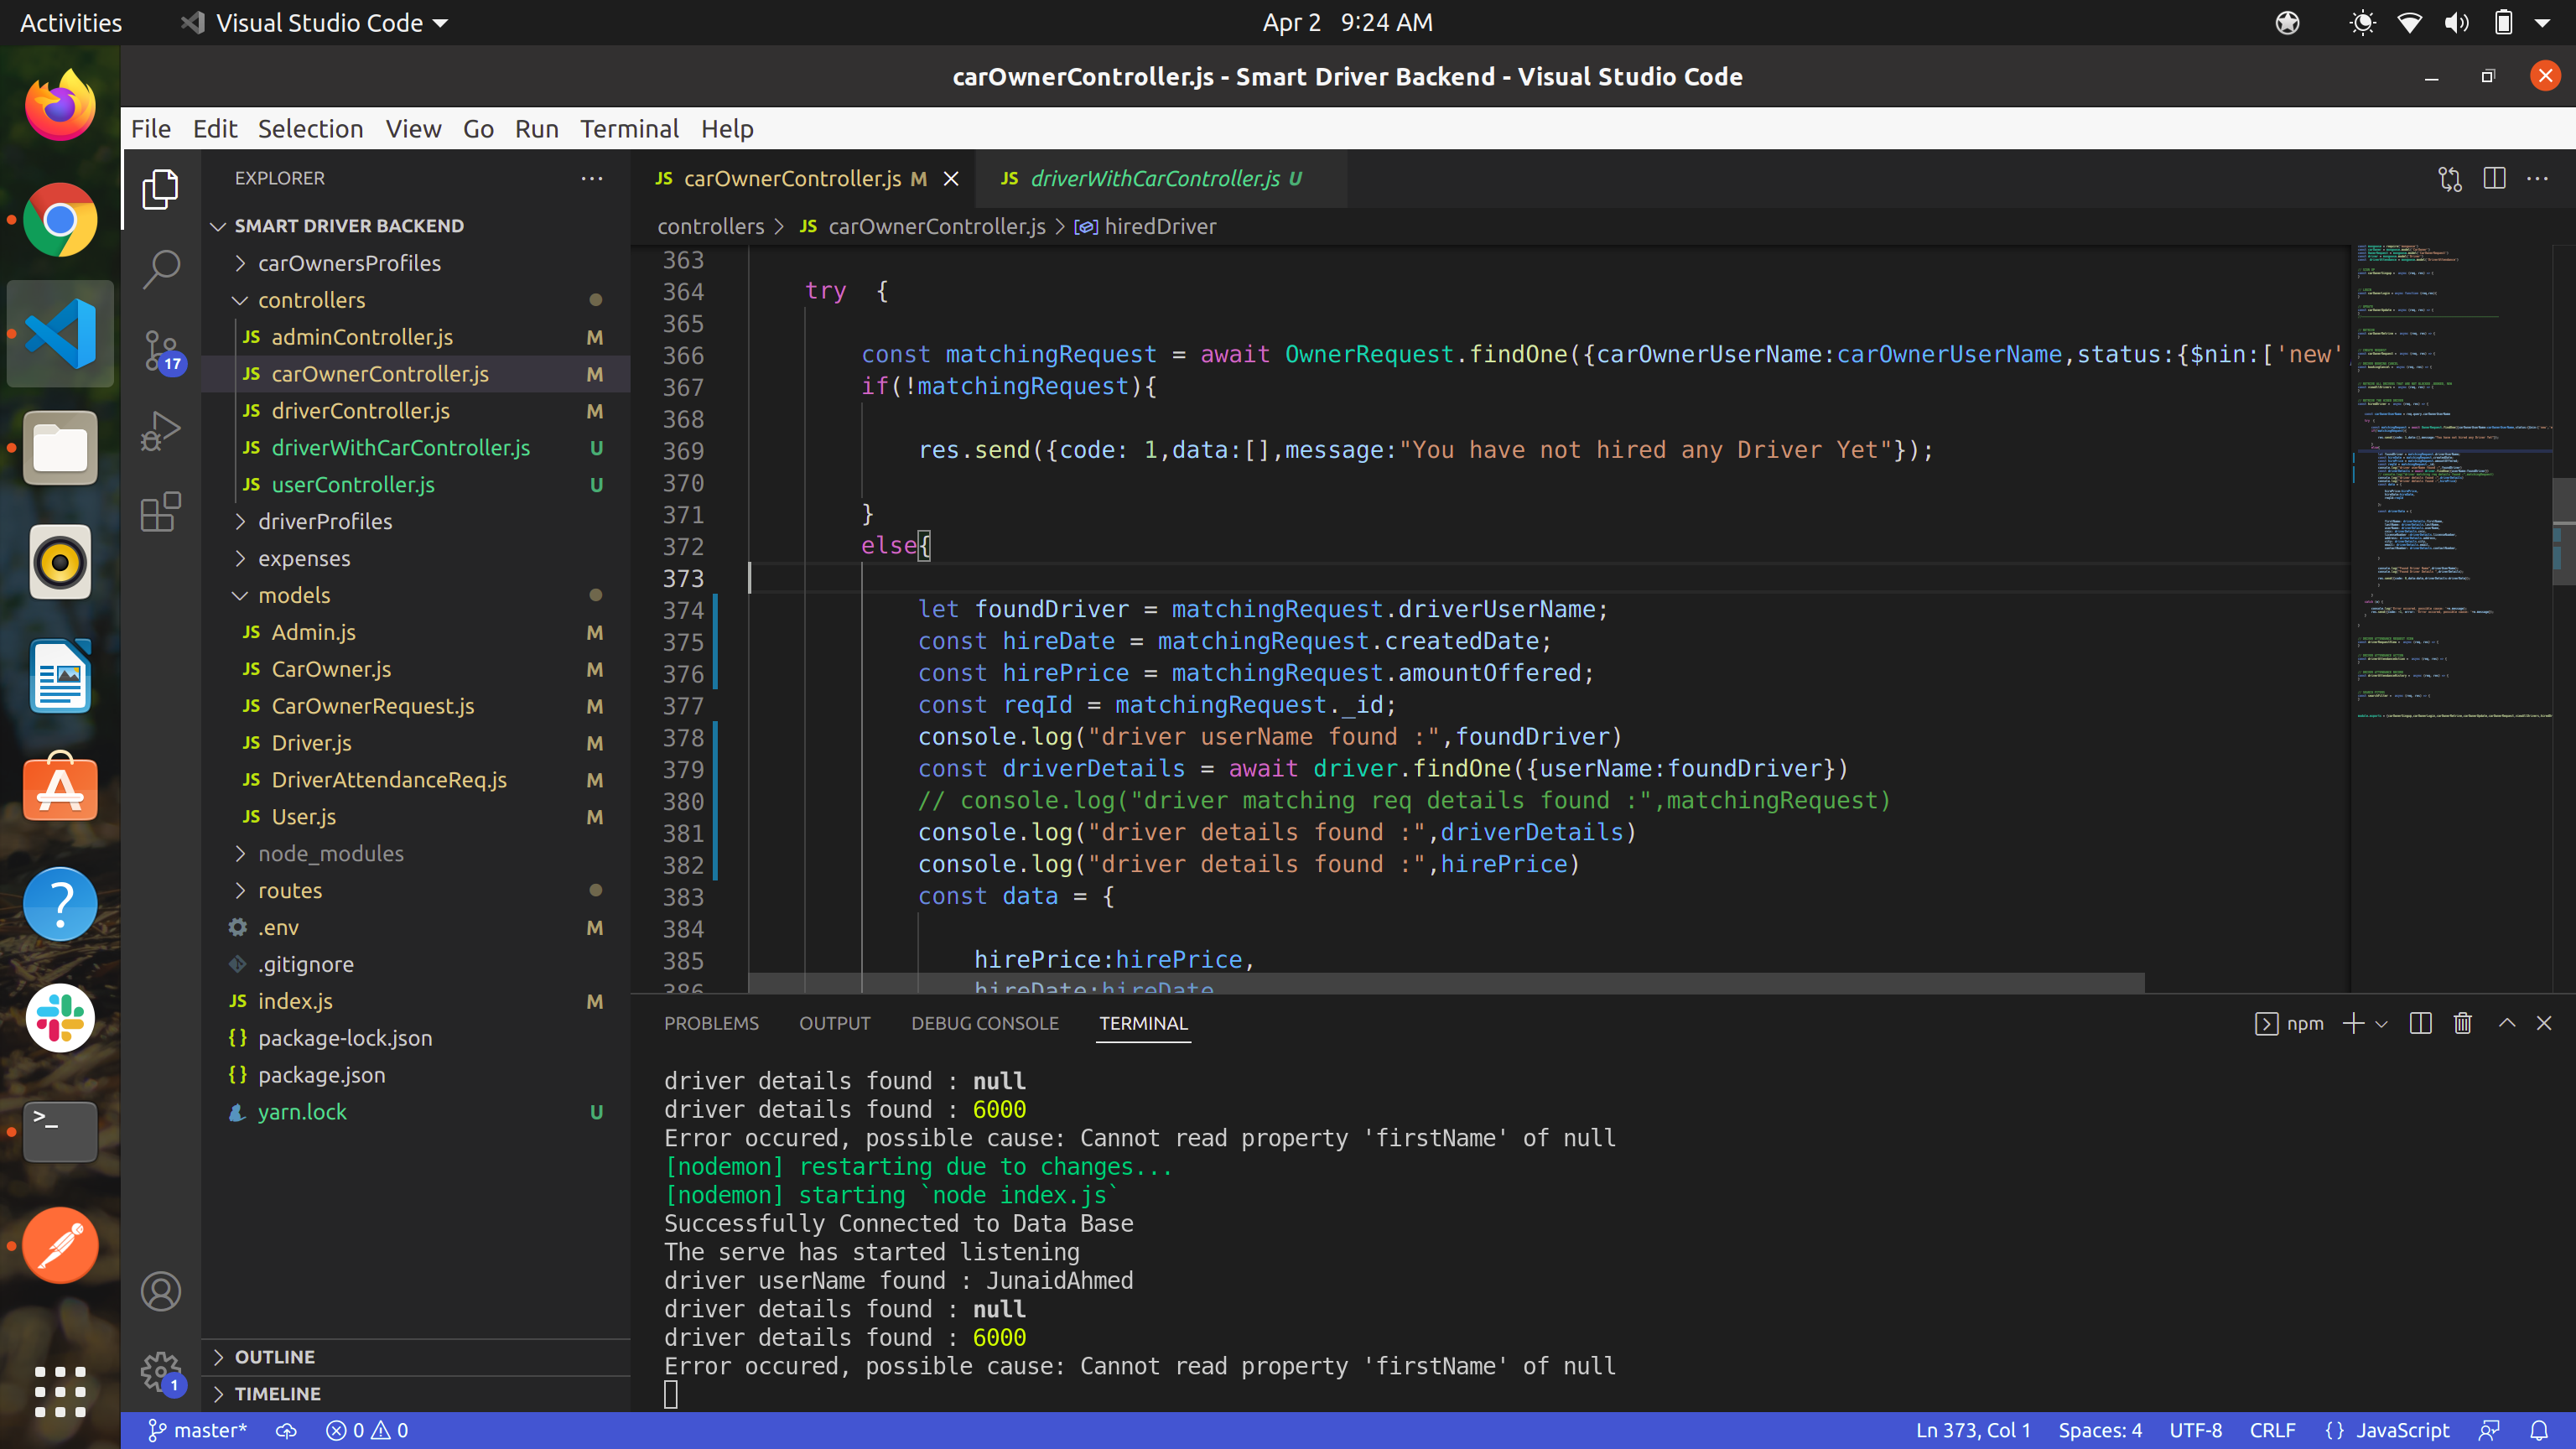 Activities
Visual Studio Code
Apr 2 9:24 AM
carOwnerController.js - Smart Driver Backend - Visual Studio Code
File Edit Selection View Go Run Terminal Help
EXPLORER
SMART DRIVER BACKEND
carOwnersProfiles
controllers
JS adminController.js M
JS carOwnerController.js M
JS driverController.js M
JS driverWithCarController.js U
JS userController.js U
driverProfiles
expenses
models
JS Admin.js M
JS CarOwner.js M
JS CarOwnerRequest.js M
JS Driver.js M
JS DriverAttendanceReq.js M
JS User.js M
node_modules
routes
.env M
.gitignore
JS index.js M
{} package-lock.json
{} package.json
yarn.lock U
OUTLINE
TIMELINE
17
1
JS carOwnerController.js M
JS driverWithCarController.js U
controllers > JS carOwnerController.js > hiredDriver
363
364 try {
365
366 const matchingRequest = await OwnerRequest.findOne({carOwnerUserName:carOwnerUserName,status:{$nin:['new'
367 if(!matchingRequest){
368
369 res.send({code: 1,data:[],message:"You have not hired any Driver Yet"});
370
371 }
372 else{
373
374 let foundDriver = matchingRequest.driverUserName;
375 const hireDate = matchingRequest.createdDate;
376 const hirePrice = matchingRequest.amountOffered;
377 const reqId = matchingRequest._id;
378 console.log("driver userName found :",foundDriver)
379 const driverDetails = await driver.findOne({userName:foundDriver})
380 // console.log("driver matching req details found :",matchingRequest)
381 console.log("driver details found :",driverDetails)
382 console.log("driver details found :",hirePrice)
383 const data = {
384
385 hirePrice:hirePrice,
386 hireDate:hireDate
PROBLEMS OUTPUT DEBUG CONSOLE TERMINAL
npm
driver details found : null
driver details found : 6000
Error occured, possible cause: Cannot read property 'firstName' of null
[nodemon] restarting due to changes...
[nodemon] starting `node index.js`
Successfully Connected to Data Base
The serve has started listening
driver userName found : JunaidAhmed
driver details found : null
driver details found : 6000
Error occured, possible cause: Cannot read property 'firstName' of null
master* 0 0
Ln 373, Col 1 Spaces: 4 UTF-8 CRLF {} JavaScript